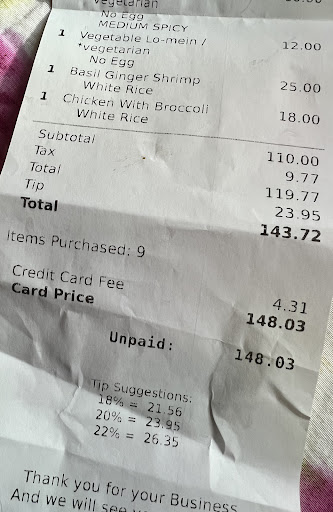 vegetarian
No Egg
MEDIUM SPICY
1 Vegetable Lo-mein / 12.00
*vegetarian
No Egg
1 Basil Ginger Shrimp 25.00
White Rice
1 Chicken With Broccoli 18.00
White Rice
Subtotal 110.00
Tax 9.77
Total 119.77
Tip 23.95
Total 143.72
Items Purchased: 9
Credit Card Fee 4.31
Card Price 148.03
Unpaid: 148.03
Tip Suggestions:
18% = 21.56
20% = 23.95
22% = 26.35
Thank you for your Business
And we will see